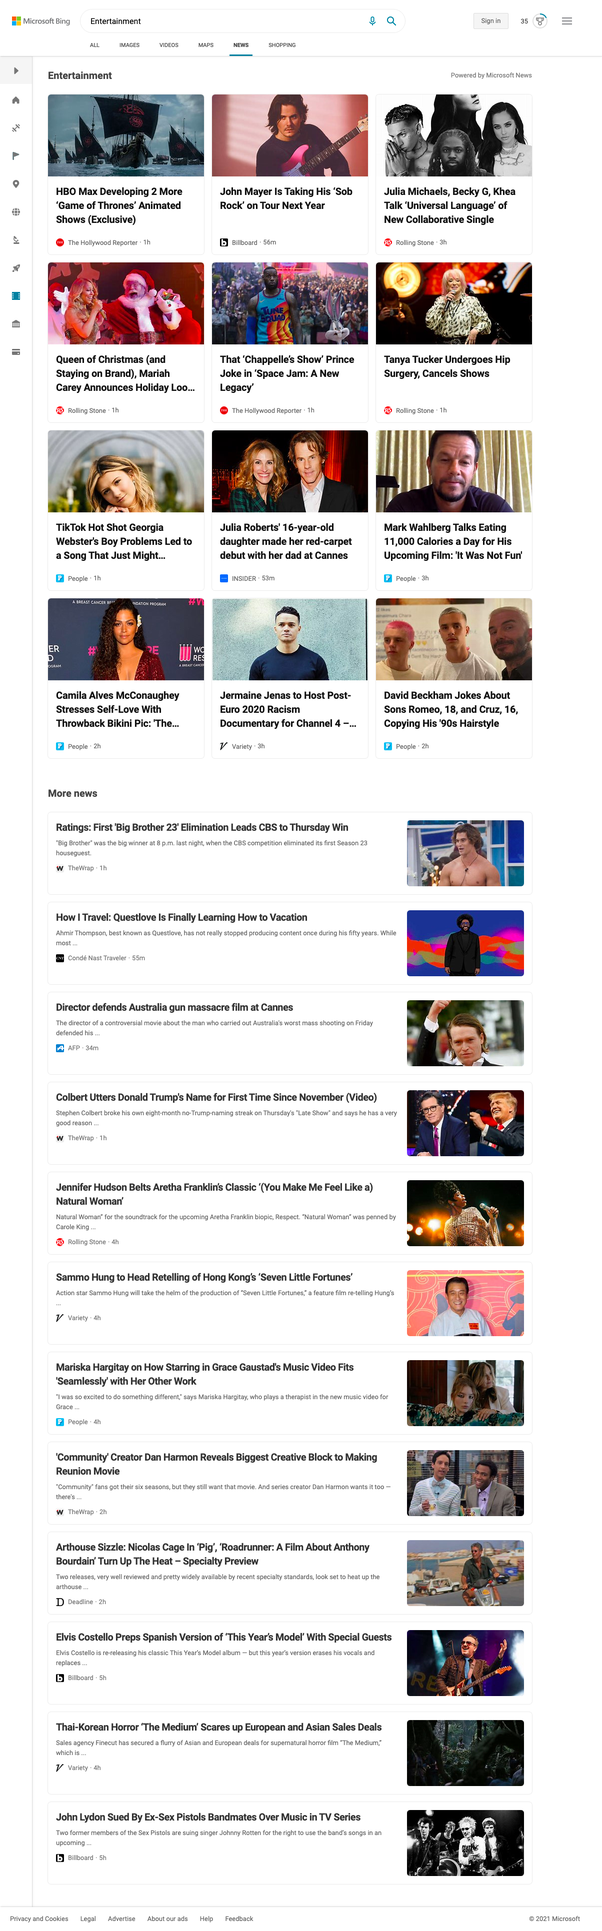 Microsoft Bing
Entertainment
Sign in
35
ALL
IMAGES
VIDEOS
MAPS
NEWS
SHOPPING
Entertainment
Powered by Microsoft News
HBO Max Developing 2 More
‘Game of Thrones’ Animated
Shows (Exclusive)
The Hollywood Reporter · 1h
John Mayer Is Taking His ‘Sob
Rock’ on Tour Next Year
Billboard · 56m
Julia Michaels, Becky G, Khea
Talk ‘Universal Language’ of
New Collaborative Single
Rolling Stone · 3h
Queen of Christmas (and
Staying on Brand), Mariah
Carey Announces Holiday Loo...
Rolling Stone · 1h
TUNE
SQUAD
That ‘Chappelle’s Show’ Prince
Joke in ‘Space Jam: A New
Legacy’
The Hollywood Reporter · 1h
Tanya Tucker Undergoes Hip
Surgery, Cancels Shows
Rolling Stone · 1h
TikTok Hot Shot Georgia
Webster's Boy Problems Led to
a Song That Just Might...
People · 1h
Julia Roberts' 16-year-old
daughter made her red-carpet
debut with her dad at Cannes
INSIDER · 53m
Mark Wahlberg Talks Eating
11,000 Calories a Day for His
Upcoming Film: 'It Was Not Fun'
People · 3h
Camila Alves McConaughey
Stresses Self-Love With
Throwback Bikini Pic: 'The...
People · 2h
Jermaine Jenas to Host Post-
Euro 2020 Racism
Documentary for Channel 4 –...
Variety · 3h
David Beckham Jokes About
Sons Romeo, 18, and Cruz, 16,
Copying His '90s Hairstyle
People · 2h
More news
Ratings: First 'Big Brother 23' Elimination Leads CBS to Thursday Win
"Big Brother" was the big winner at 8 p.m. last night, when the CBS competition eliminated its first Season 23
houseguest.
TheWrap · 1h
How I Travel: Questlove Is Finally Learning How to Vacation
Ahmir Thompson, best known as Questlove, has not really stopped producing content once during his fifty years. While
most ...
Condé Nast Traveler · 55m
Director defends Australia gun massacre film at Cannes
The director of a controversial movie about the man who carried out Australia's worst mass shooting on Friday
defended his ...
AFP · 34m
Colbert Utters Donald Trump's Name for First Time Since November (Video)
Stephen Colbert broke his own eight-month no-Trump-naming streak on Thursday's "Late Show" and says he has a very
good reason ...
TheWrap · 1h
Jennifer Hudson Belts Aretha Franklin’s Classic ‘(You Make Me Feel Like a)
Natural Woman’
Natural Woman” for the soundtrack for the upcoming Aretha Franklin biopic, Respect. “Natural Woman” was penned by
Carole King ...
Rolling Stone · 4h
Sammo Hung to Head Retelling of Hong Kong’s ‘Seven Little Fortunes’
Action star Sammo Hung will take the helm of the production of “Seven Little Fortunes,” a feature film re-telling Hung's
...
Variety · 4h
Mariska Hargitay on How Starring in Grace Gaustad's Music Video Fits
'Seamlessly' with Her Other Work
"I was so excited to do something different," says Mariska Hargitay, who plays a therapist in the new music video for
Grace ...
People · 4h
'Community' Creator Dan Harmon Reveals Biggest Creative Block to Making
Reunion Movie
"Community" fans got their six seasons, but they still want that movie. And series creator Dan Harmon wants it too —
there's ...
TheWrap · 2h
Arthouse Sizzle: Nicolas Cage In ‘Pig’, ‘Roadrunner: A Film About Anthony
Bourdain’ Turn Up The Heat – Specialty Preview
Two releases, very well reviewed and pretty widely available by recent specialty standards, look set to heat up the
arthouse ...
Deadline · 2h
Elvis Costello Preps Spanish Version of ‘This Year’s Model’ With Special Guests
Elvis Costello is re-releasing his classic This Year's Model album — but this year's version erases his vocals and
replaces ...
Billboard · 5h
Thai-Korean Horror ‘The Medium’ Scares up European and Asian Sales Deals
Sales agency Finecut has secured a flurry of Asian and European deals for supernatural horror film “The Medium,”
which is ...
Variety · 4h
John Lydon Sued By Ex-Sex Pistols Bandmates Over Music in TV Series
Two former members of the Sex Pistols are suing singer Johnny Rotten for the right to use the band's songs in an
upcoming ...
Billboard · 5h
Privacy and Cookies
Legal
Advertise
About our ads
Help
Feedback
© 2021 Microsoft